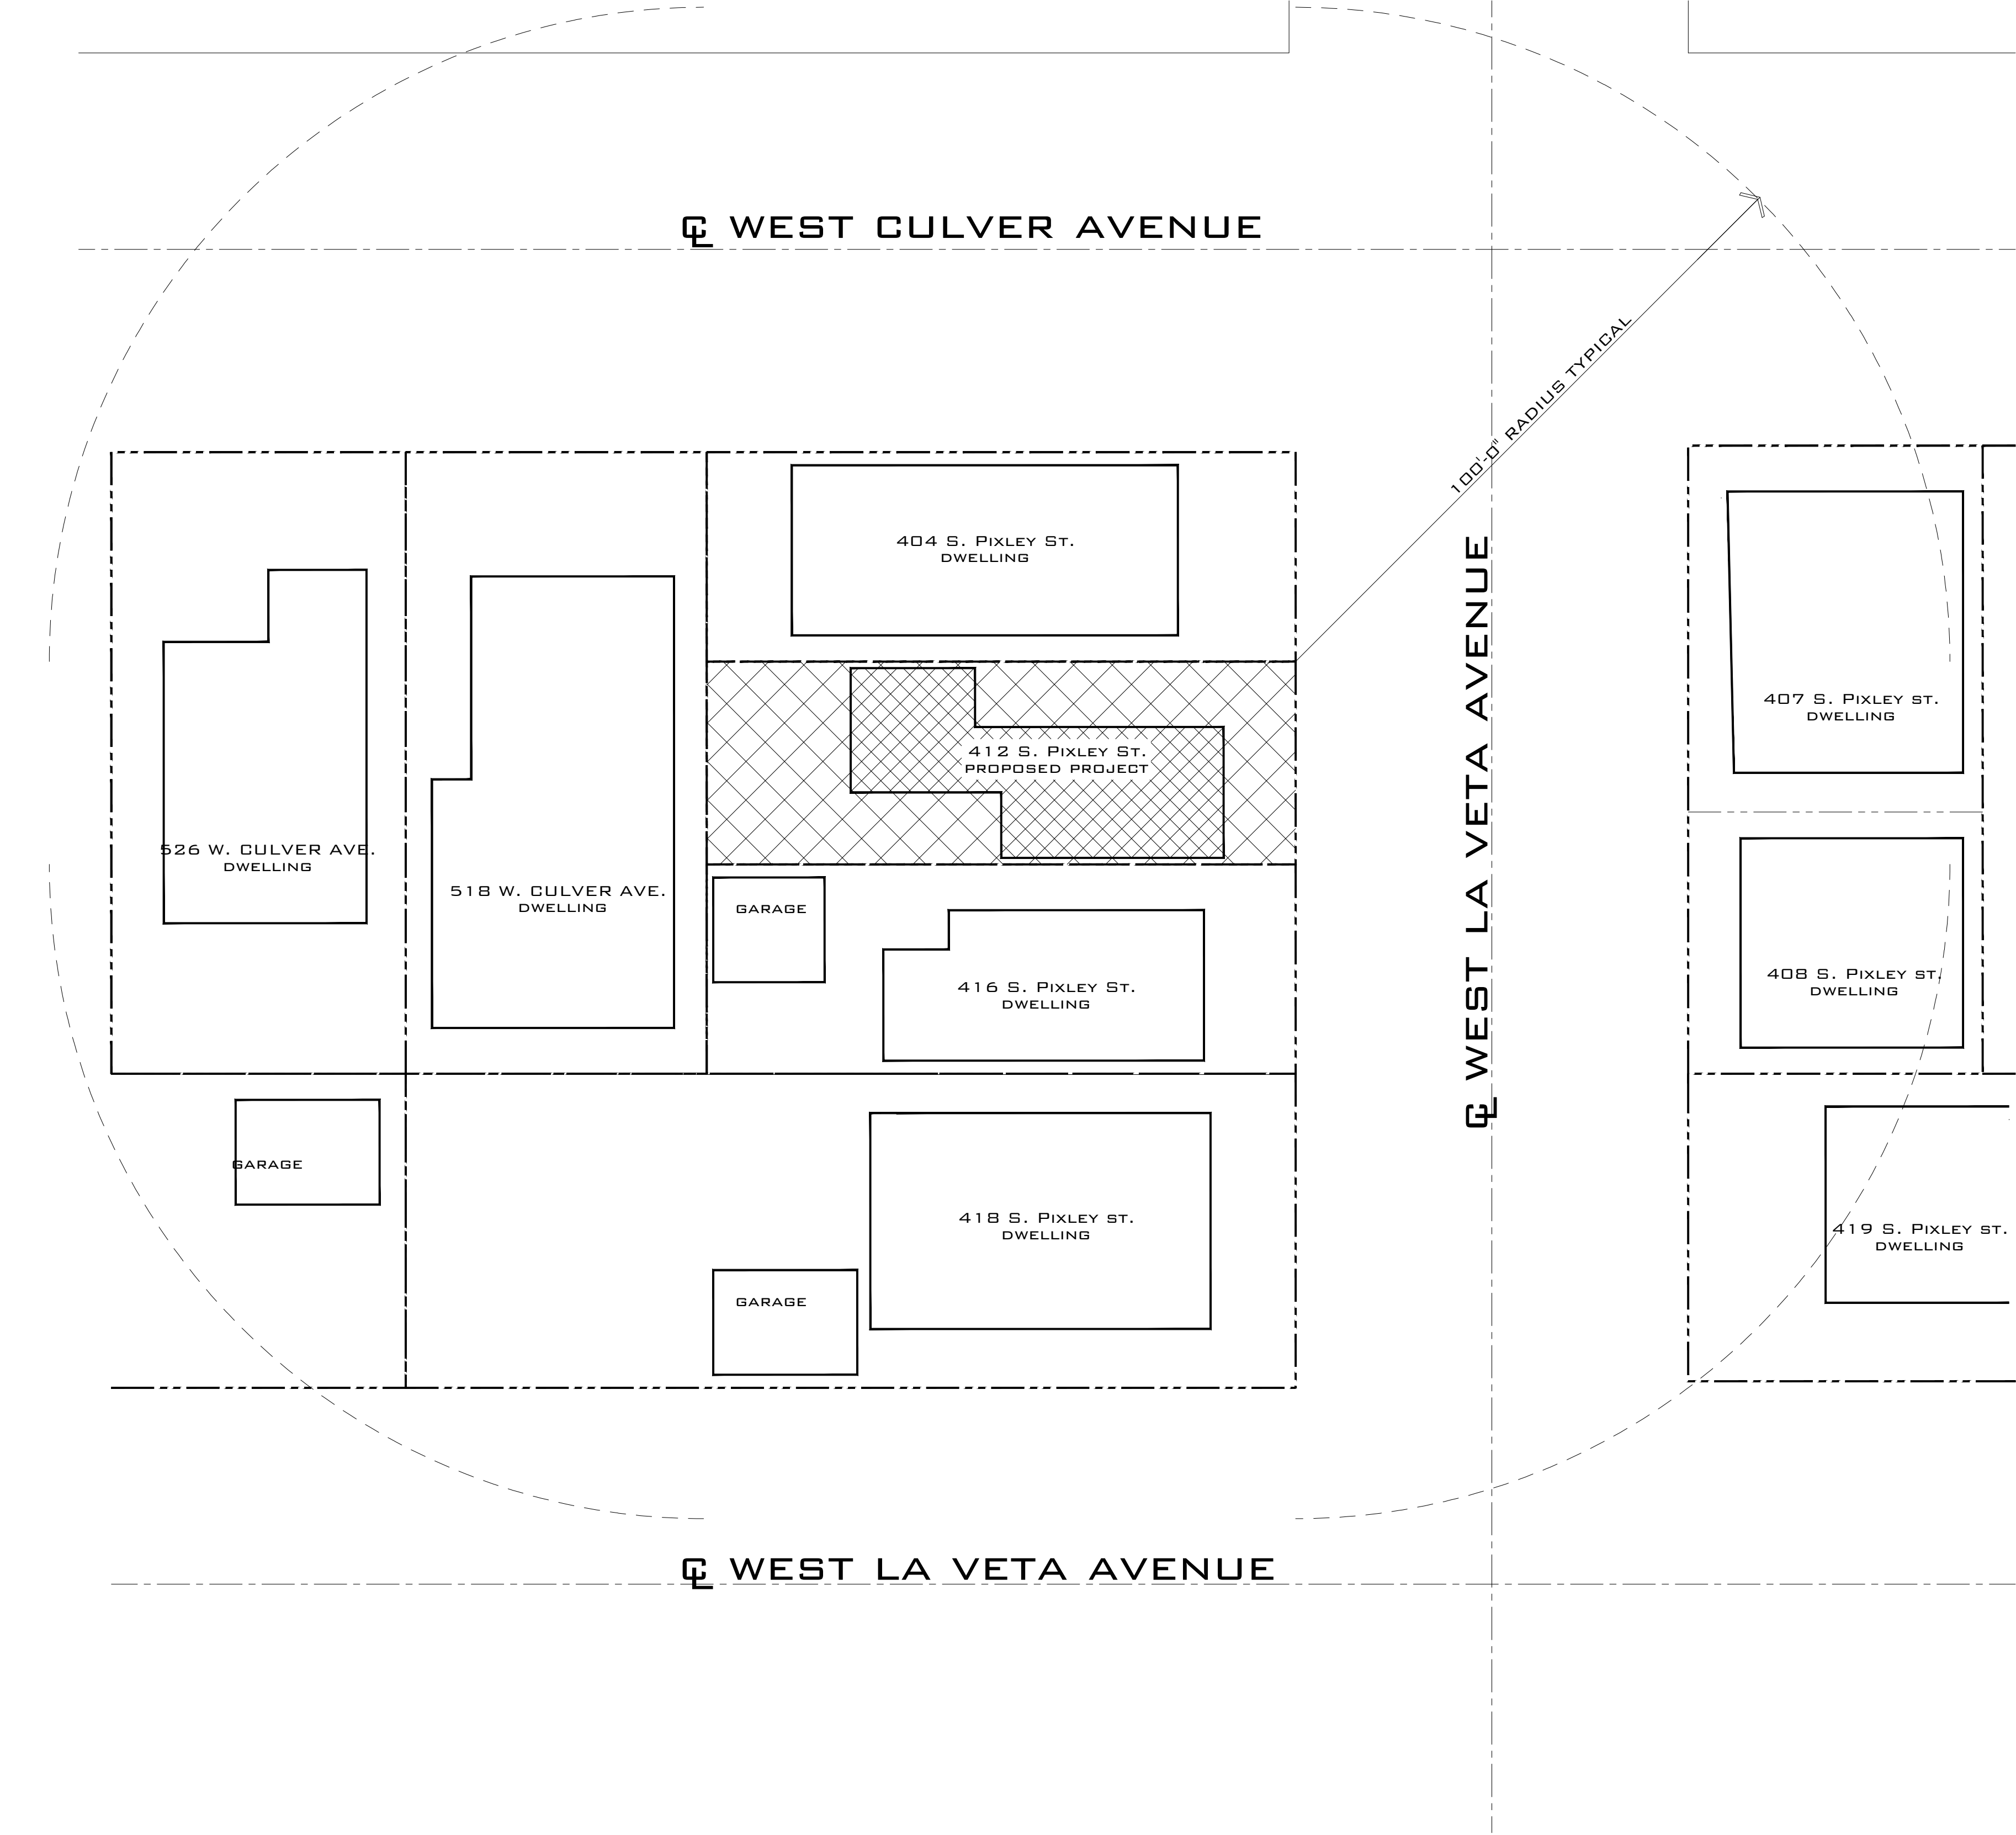 ℄ WEST CULVER AVENUE
100'-0" RADIUS TYPICAL
404 S. Pixley St.
DWELLING
407 S. Pixley st.
DWELLING
412 S. Pixley St.
PROPOSED PROJECT
℄ WEST LA VETA AVENUE
526 W. CULVER AVE.
DWELLING
518 W. CULVER AVE.
DWELLING
GARAGE
416 S. Pixley St.
DWELLING
408 S. Pixley st.
DWELLING
GARAGE
418 S. Pixley st.
DWELLING
419 S. Pixley st.
DWELLING
GARAGE
℄ WEST LA VETA AVENUE